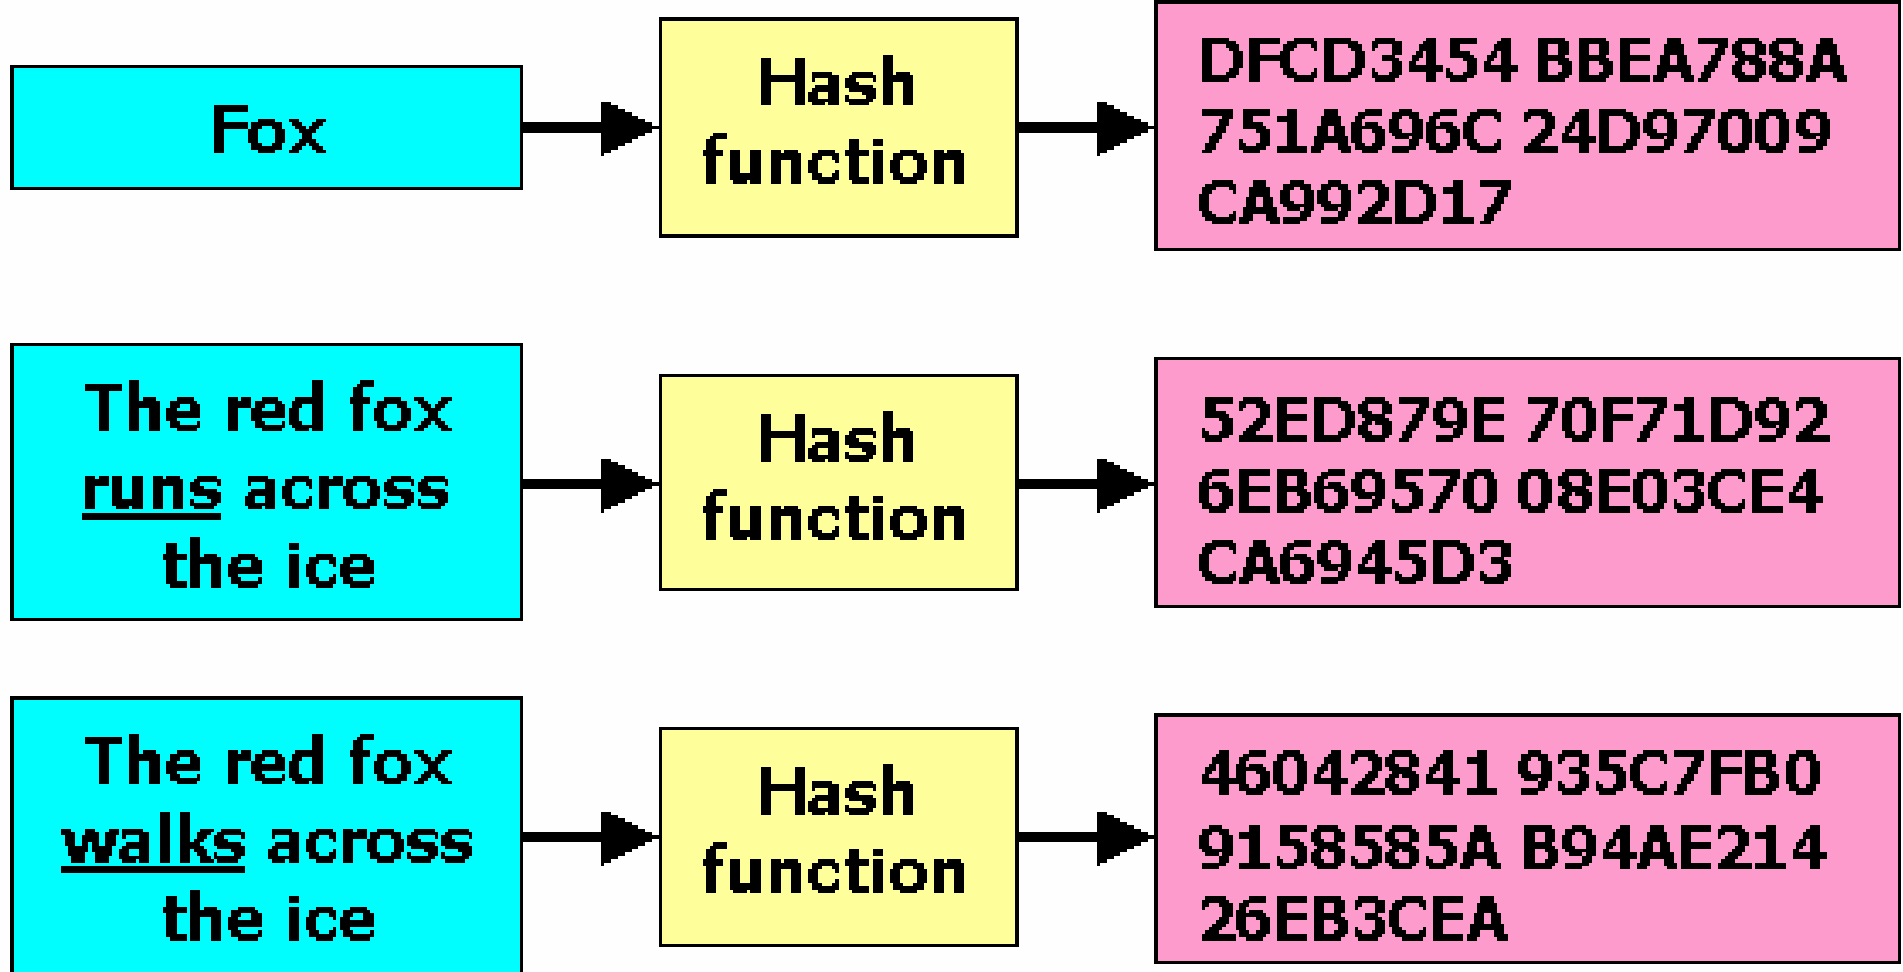 Fox
Hash
function
DFCD3454 BBEA788A
751A696C 24D97009
CA992D17
The red fox
runs across
the ice
Hash
function
52ED879E 70F71D92
6EB69570 08E03CE4
CA6945D3
The red fox
walks across
the ice
Hash
function
46042841 935C7FB0
9158585A B94AE214
26EB3CEA